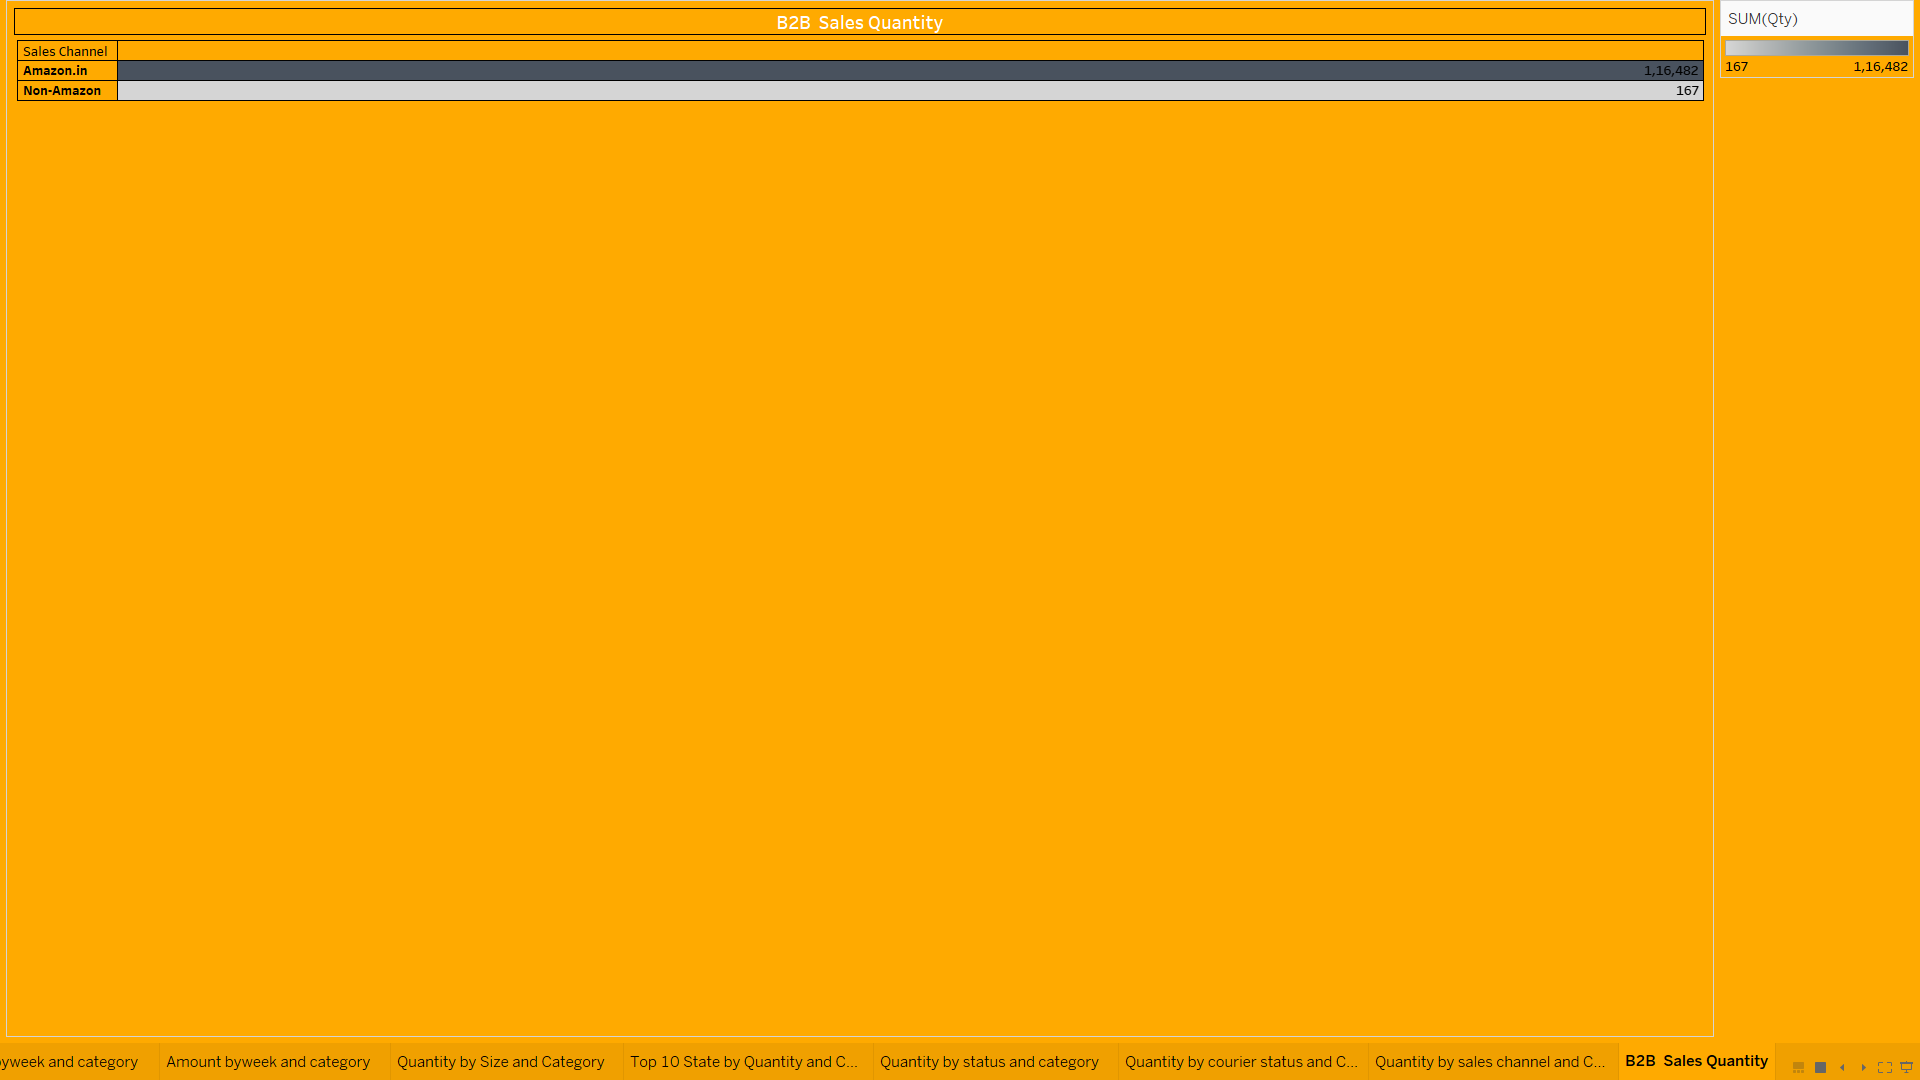 B2B  Sales Quantity
SUM(Qty)
167 1,16,482
Sales Channel
Amazon.in 1,16,482
Non-Amazon 167
yweek and category
Amount byweek and category
Quantity by Size and Category
Top 10 State by Quantity and C...
Quantity by status and category
Quantity by courier status and C...
Quantity by sales channel and C...
B2B  Sales Quantity